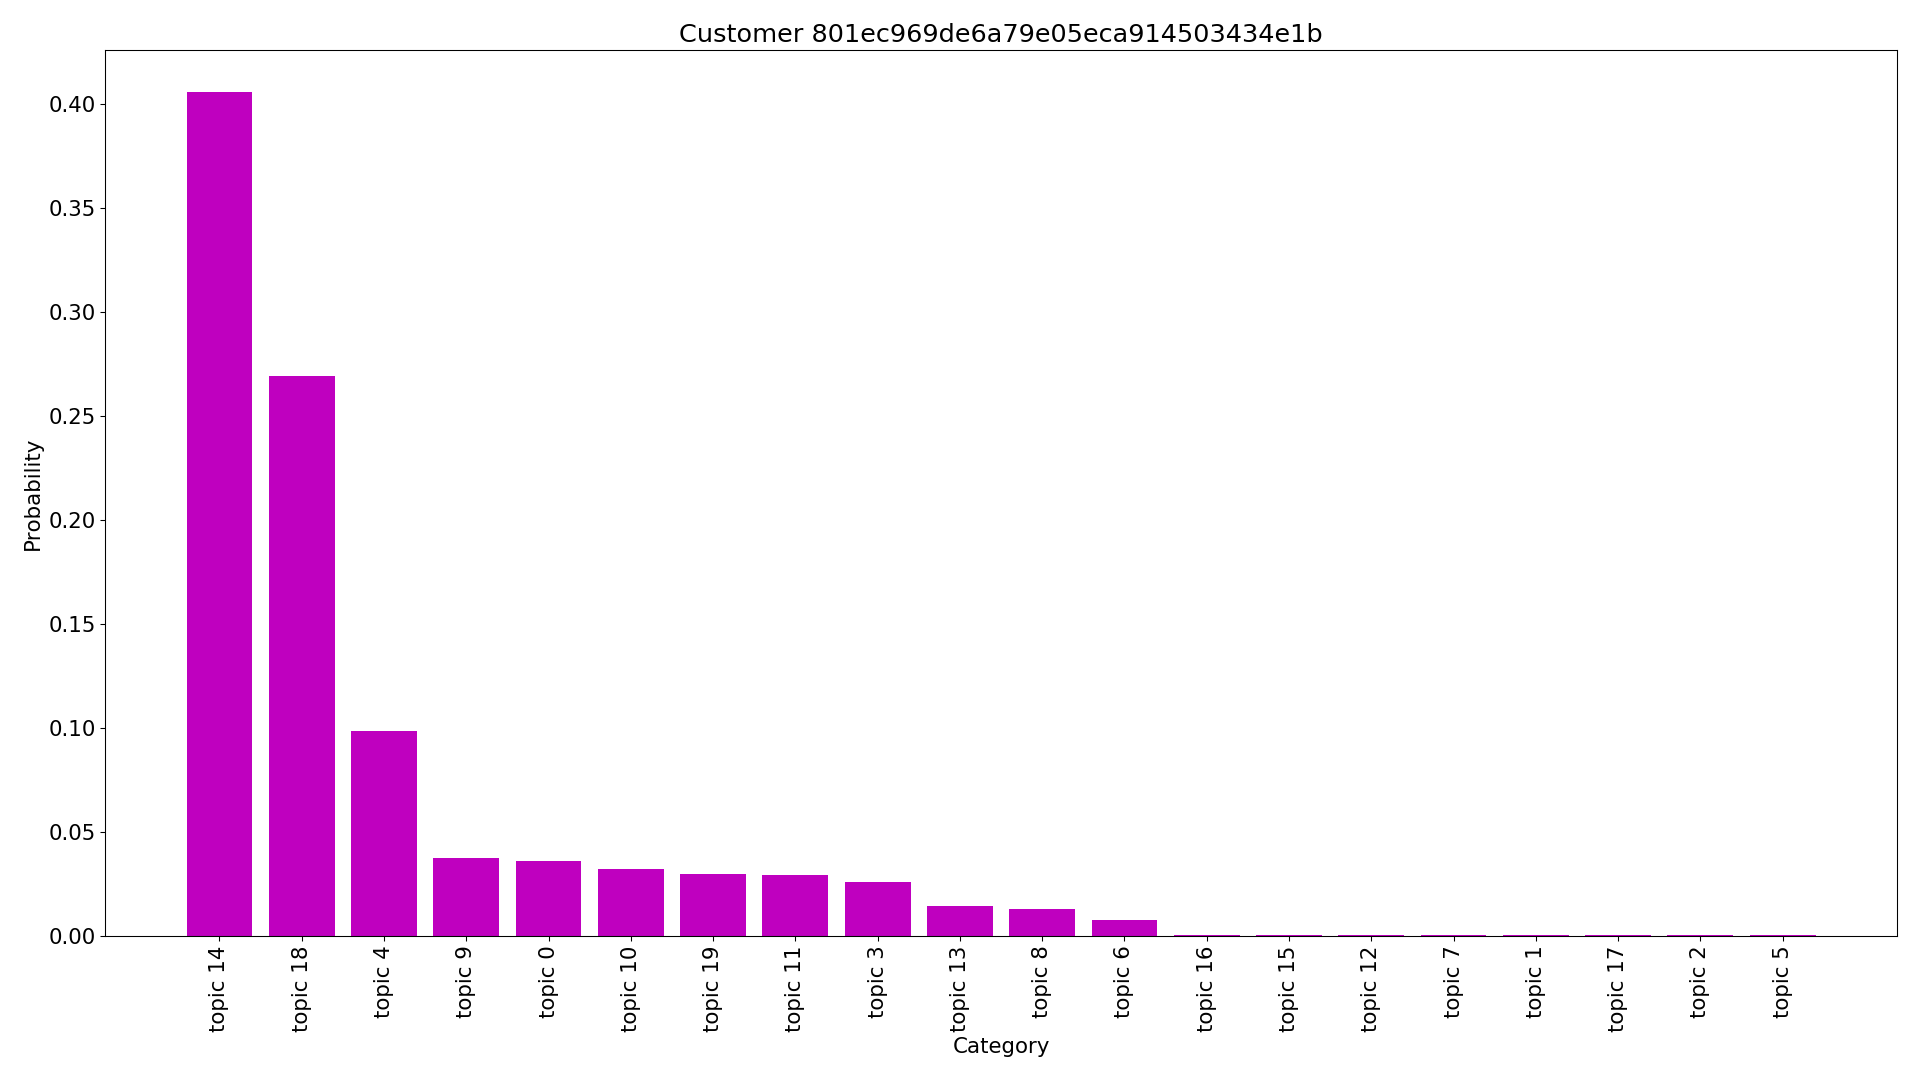 Customer 801ec969de6a79e05eca914503434e1b
Probability
0.40
0.35
0.30
0.25
0.20
0.15
0.10
0.05
0.00
topic 14
topic 18
topic 4
topic 9
topic 0
topic 10
topic 19
topic 11
topic 3
topic 13
topic 8
topic 6
topic 16
topic 15
topic 12
topic 7
topic 1
topic 17
topic 2
topic 5
Category